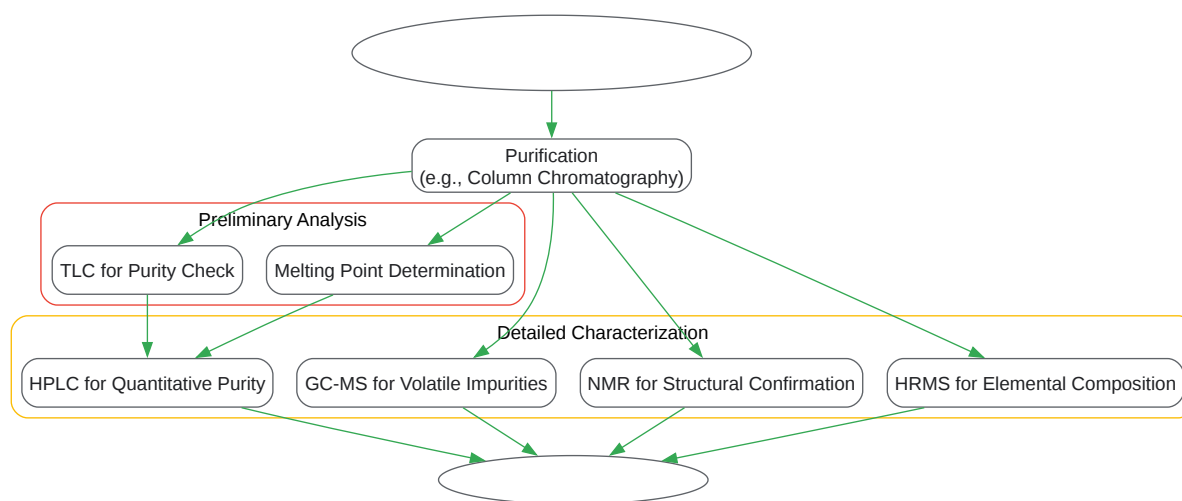 Purification
(e.g., Column Chromatography)
Preliminary Analysis
TLC for Purity Check
Melting Point Determination
Detailed Characterization
HPLC for Quantitative Purity
GC-MS for Volatile Impurities
NMR for Structural Confirmation
HRMS for Elemental Composition